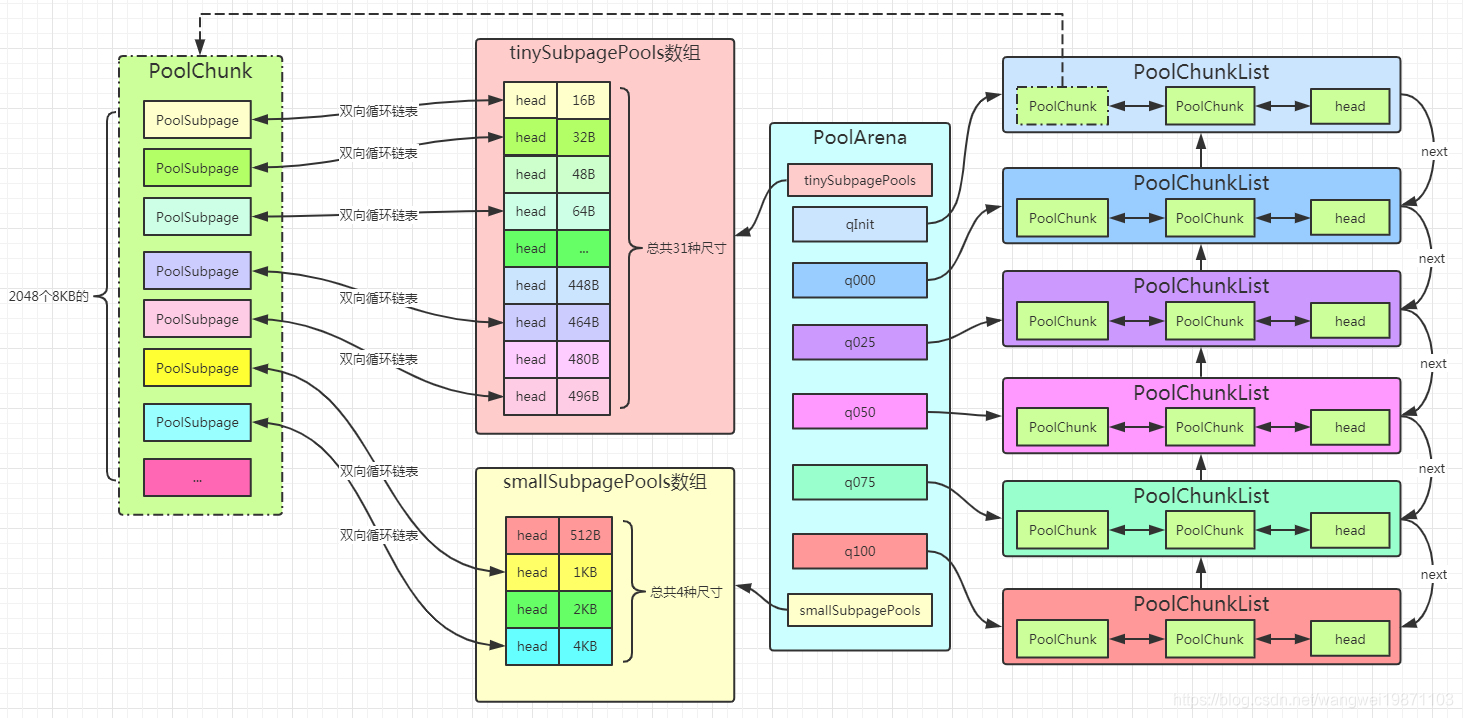 PoolChunk
PoolSubpage
PoolSubpage
PoolSubpage
PoolSubpage
PoolSubpage
PoolSubpage
PoolSubpage
...
2048个8KB的
双向循环链表
双向循环链表
双向循环链表
双向循环链表
双向循环链表
双向循环链表
双向循环链表
tinySubpagePools数组
head 16B
head 32B
head 48B
head 64B
head ...
head 448B
head 464B
head 480B
head 496B
总共31种尺寸
smallSubpagePools数组
head 512B
head 1KB
head 2KB
head 4KB
总共4种尺寸
PoolArena
tinySubpagePools
qInit
q000
q025
q050
q075
q100
smallSubpagePools
PoolChunkList
PoolChunk PoolChunk head
next
PoolChunkList
PoolChunk PoolChunk head
next
PoolChunkList
PoolChunk PoolChunk head
next
PoolChunkList
PoolChunk PoolChunk head
next
PoolChunkList
PoolChunk PoolChunk head
next
PoolChunkList
PoolChunk PoolChunk head
https://blog.csdn.net/wangwei19871103